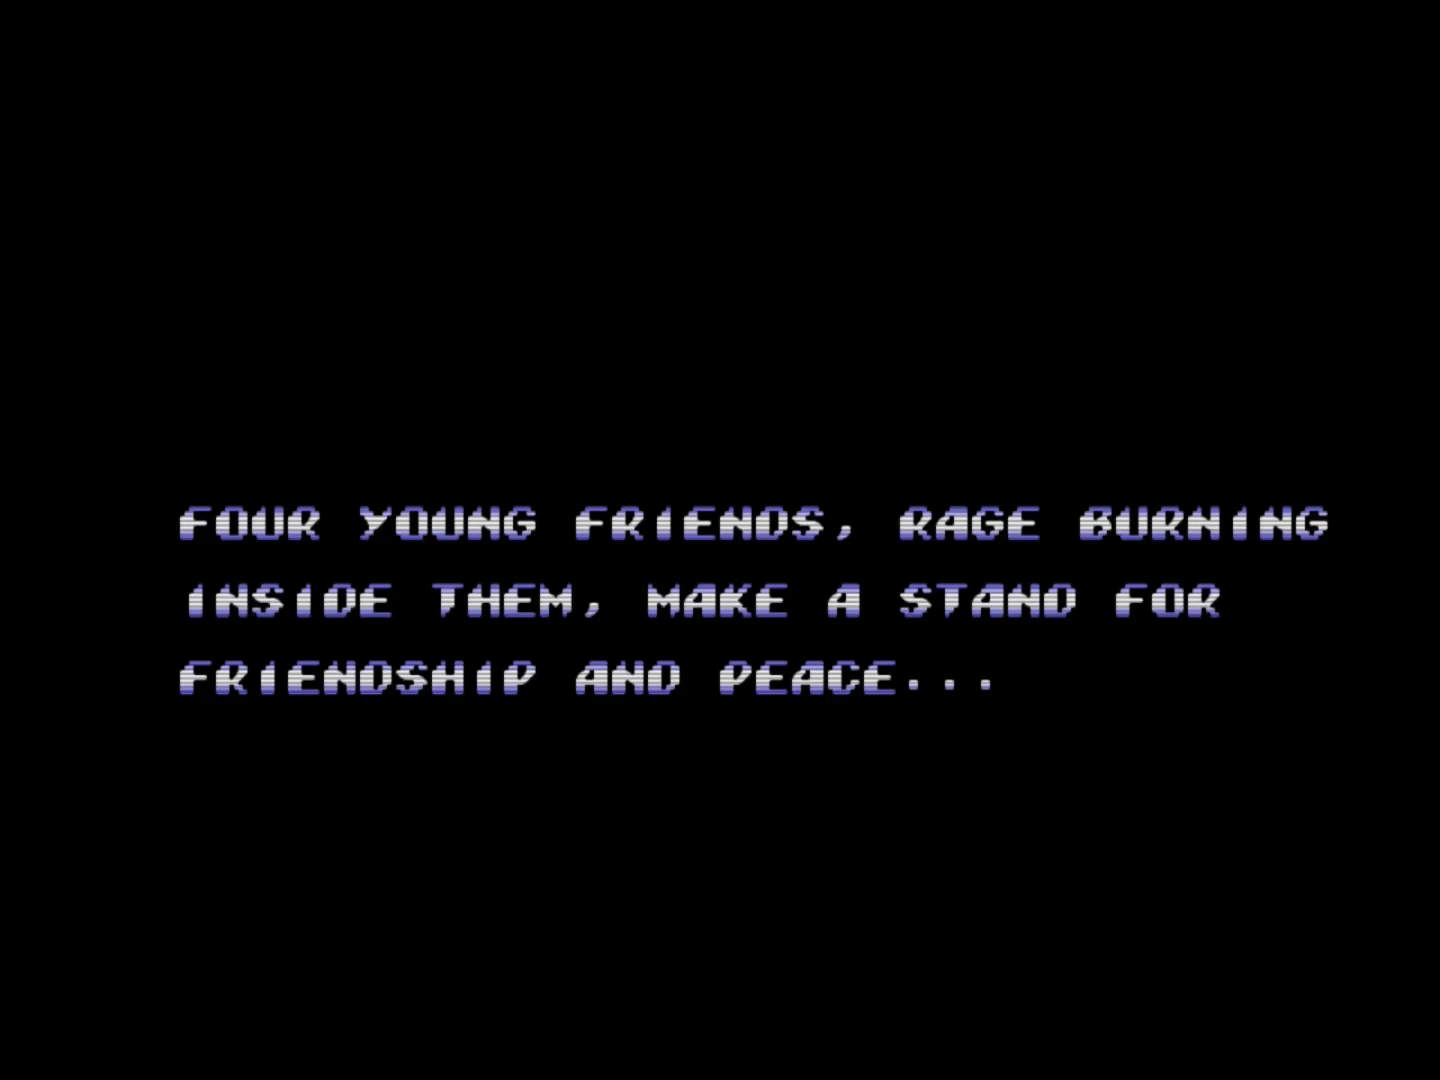 FOUR YOUNG FRIENDS, RAGE BURNING
INSIDE THEM, MAKE A STAND FOR
FRIENDSHIP AND PEACE...